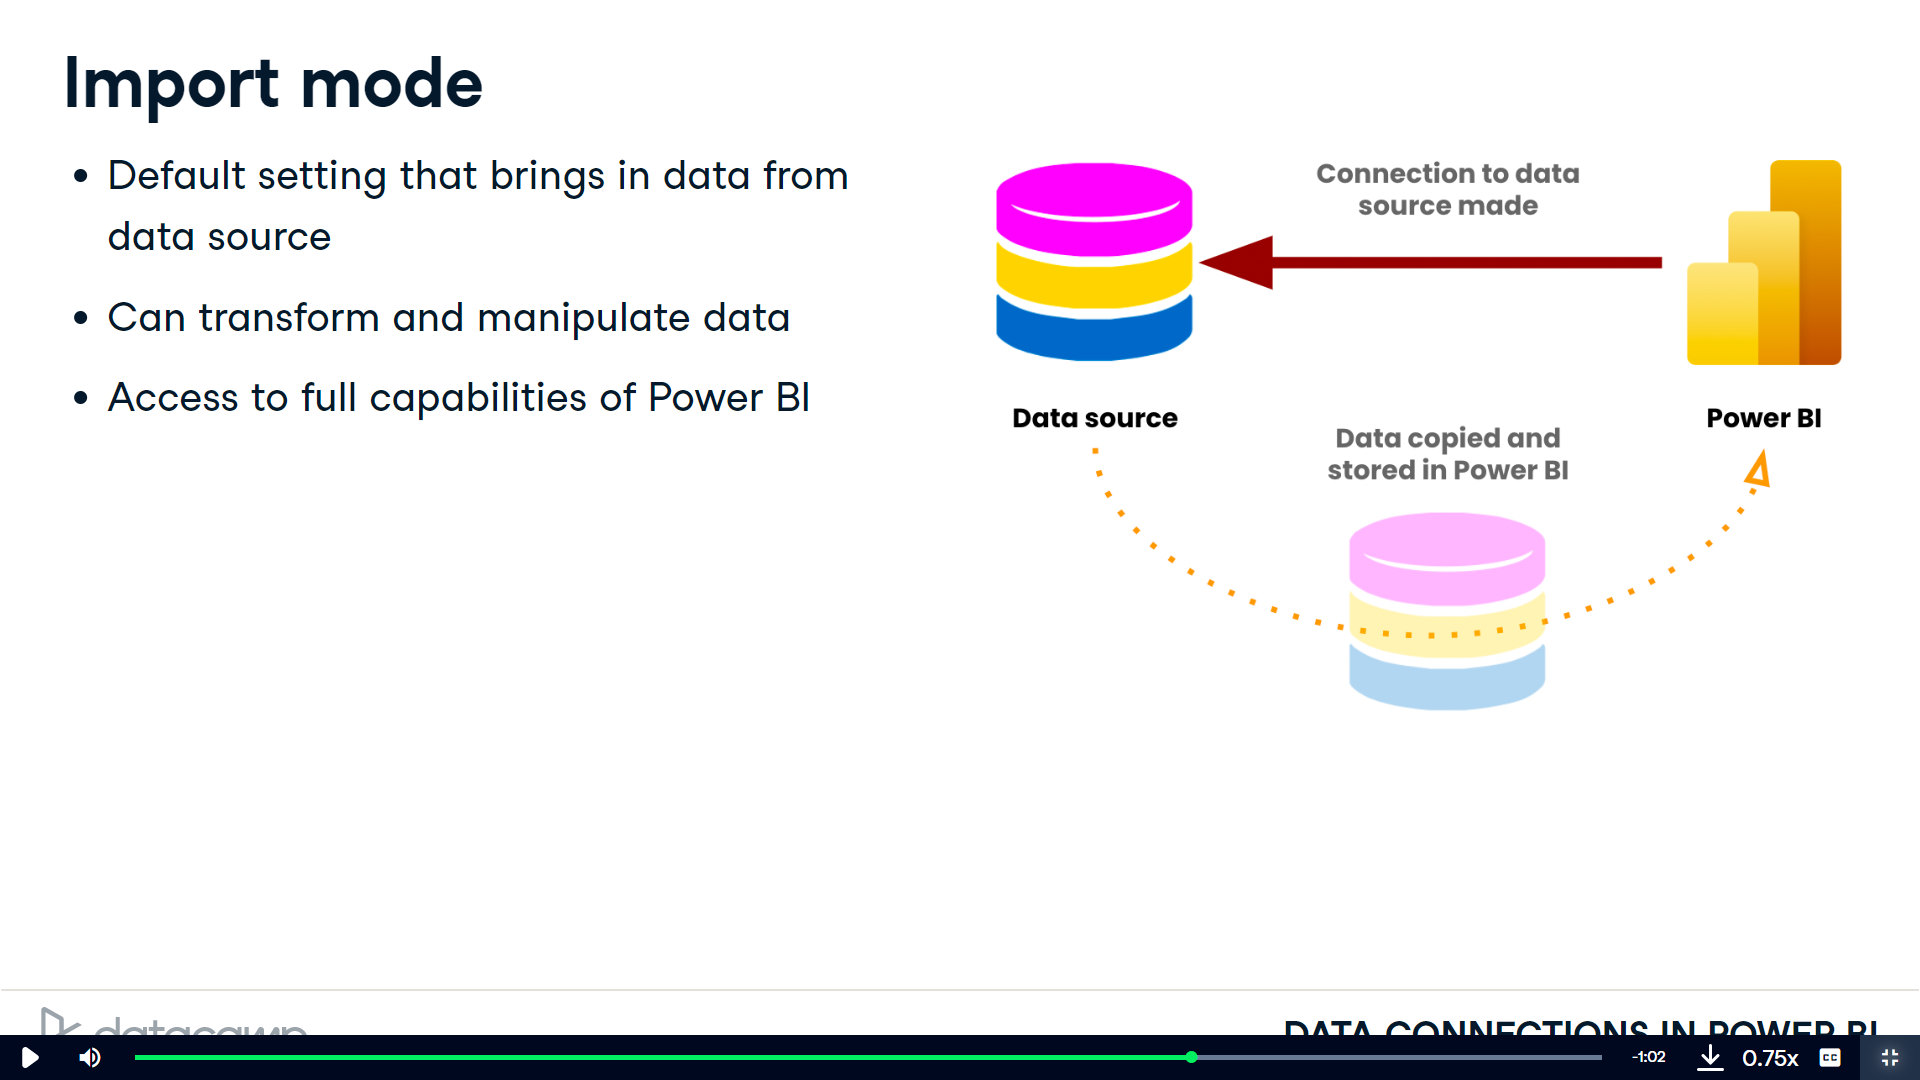 Import mode
Default setting that brings in data from
data source
Can transform and manipulate data
Access to full capabilities of Power BI
Connection to data
source made
Data source
Power BI
Data copied and
stored in Power BI
datacamp
DATA CONNECTIONS IN POWER BI
-1:02
0.75x
CC